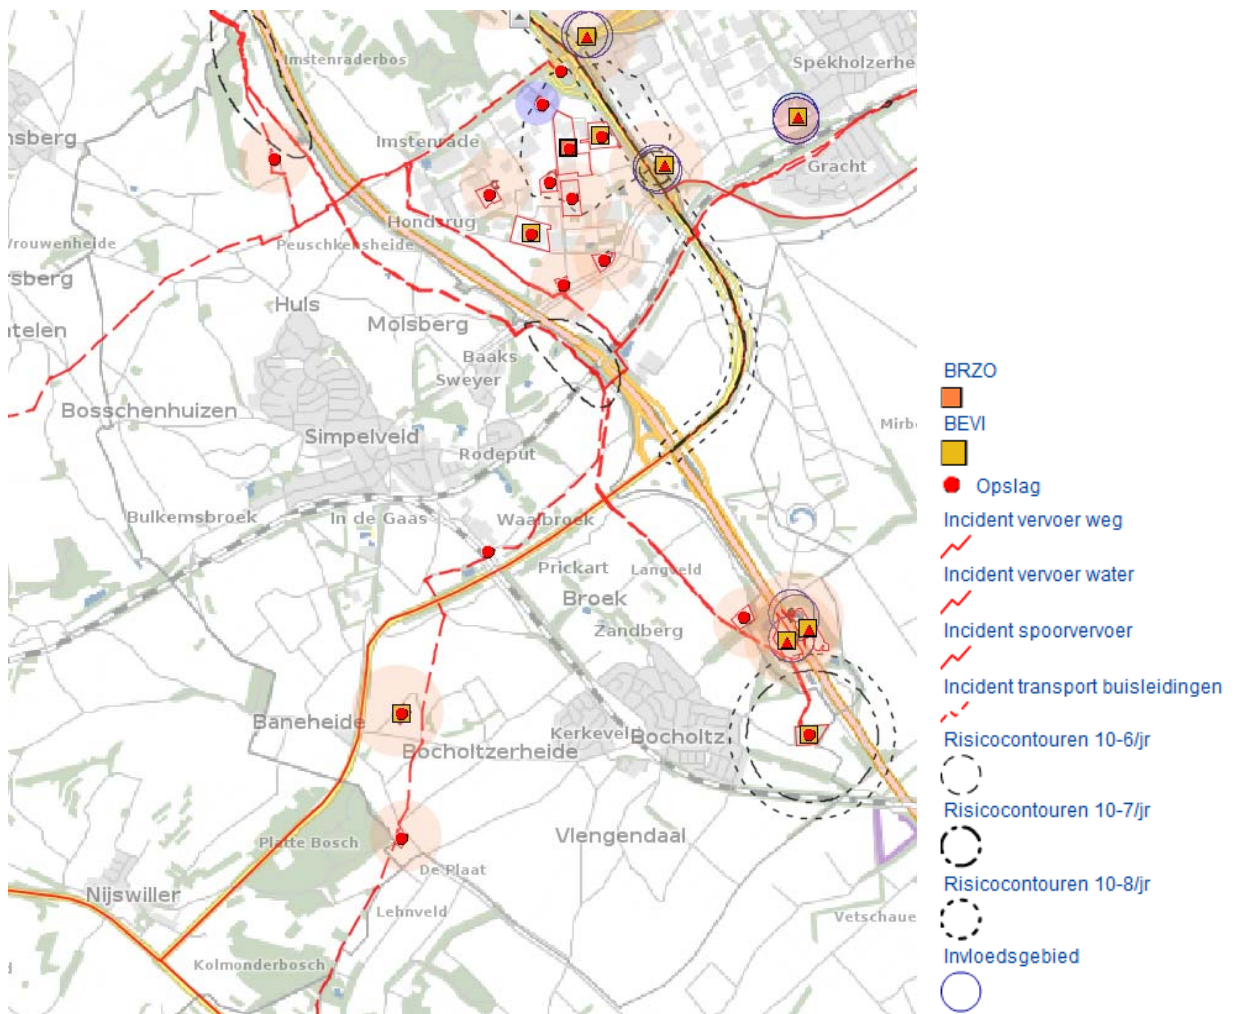 Imstenraderbos
Spekholzerhe
nsberg
Imstenrade
Gracht
Hondsrug
Vrouwenheide
Peuschkensheide
rsberg
Huls
Molsberg
ntelen
Baaks
Sweyer
BRZO
Bosschenhuizen
BEVI
Mirb
Simpelveld
Rodeput
Opslag
Bulkemsbroek
In de Gaas
Waalbroek
Incident vervoer weg
Prickart
Langveld
Incident vervoer water
Broek
Zandberg
Incident spoorvervoer
Incident transport buisleidingen
Baneheide
Kerkeveld
Bocholtz
Bocholtzerheide
Risicocontouren 10-6/jr
Risicocontouren 10-7/jr
Vlengendaal
Platte Bosch
De Plaat
Risicocontouren 10-8/jr
Nijswiller
Lehnveld
Vetschaue
Invloedsgebied
Kolmonderbosch
d